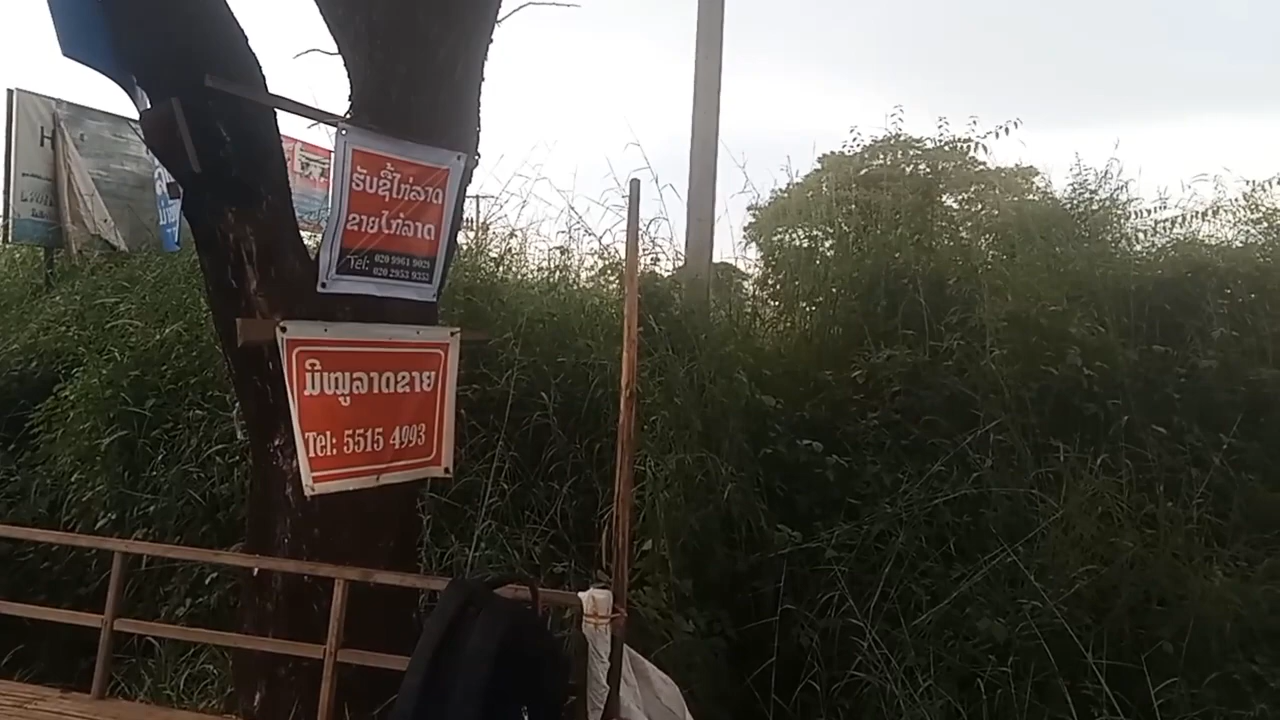 ຮັບຊື້ໄກ່ລາດ
ຂາຍໄກ່ລາດ
Tel: 020 9961 9028
020 2953 9353
ມີໝູລາດຂາຍ
Tel: 5515 4993